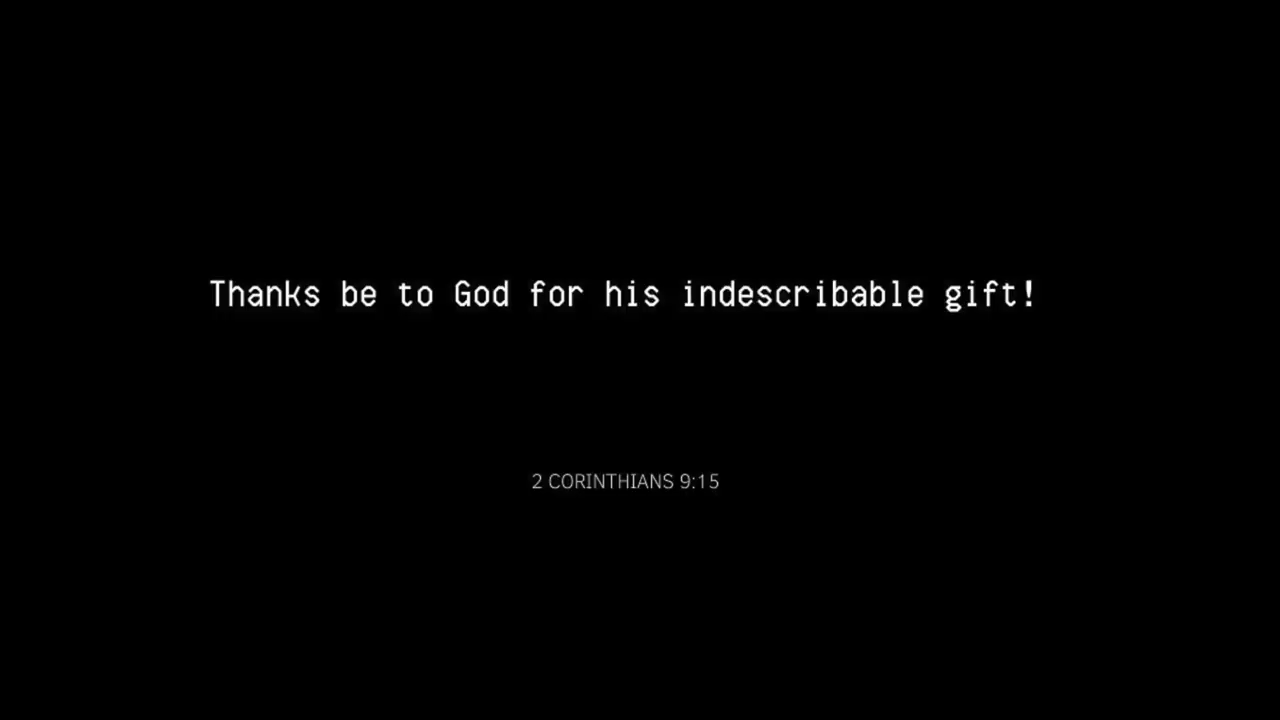 Thanks be to God for his indescribable gift!
2 CORINTHIANS 9:15